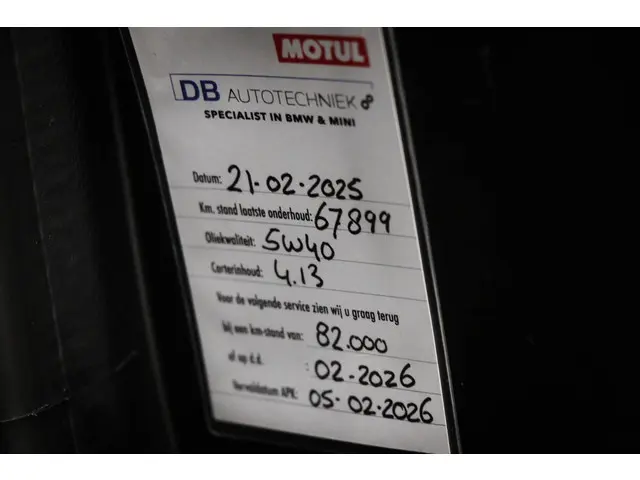 MOTUL
DB AUTOTECHNIEK
SPECIALIST IN BMW & MINI
Datum: 21-02-2025
Km. stand laatste onderhoud: 67899
Oliekwaliteit: 5W40
Carterinhoud: 4.13
Voor de volgende service zien wij u graag terug
bij een km-stand van: 82.000
of op d.d. : 02-2026
Vervaldatum APK: 05-02-2026